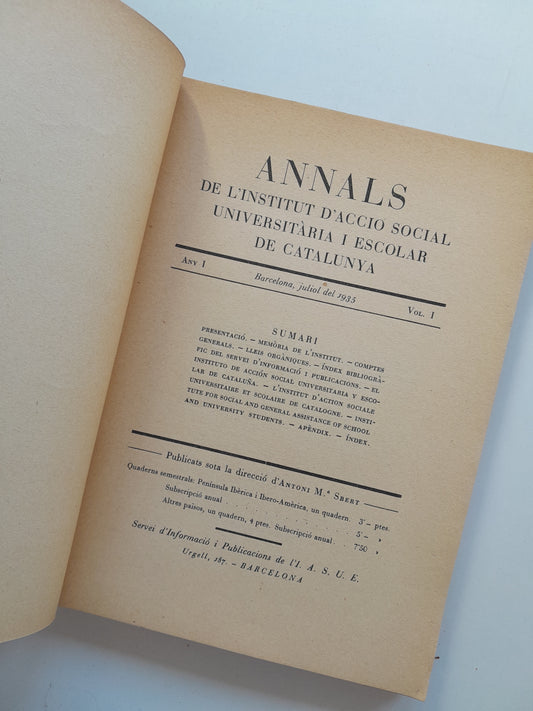 ANNALS
DE L'INSTITUT D'ACCIÓ SOCIAL
UNIVERSITÀRIA I ESCOLAR
DE CATALUNYA
ANY I
Barcelona, juliol del 1935
VOL. I
SUMARI
PRESENTACIÓ. – MEMÒRIA DE L'INSTITUT. – COMPTES
GENERALS. – LLEIS ORGÀNIQUES. – ÍNDEX BIBLIOGRÀ-
FIC DEL SERVEI D'INFORMACIÓ I PUBLICACIONS. – EL
INSTITUTO DE ACCIÓN SOCIAL UNIVERSITARIA Y ESCO-
LAR DE CATALUÑA. – L'INSTITUT D'ACTION SOCIALE
UNIVERSITAIRE ET SCOLAIRE DE CATALOGNE. – INSTI-
TUTE FOR SOCIAL AND GENERAL ASSISTANCE OF SCHOOL
AND UNIVERSITY STUDENTS. – APÈNDIX. – ÍNDEX.
Publicats sota la direcció d'ANTONI M.ª SBERT
Quaderns semestrals: Península Ibèrica i Ibero-Amèrica, un quadern 3'– ptes.
Subscripció anual 5'– »
Altres països, un quadern, 4 ptes. Subscripció anual 7'50 »
Servei d'Informació i Publicacions de l'I. A. S. U. E.
Urgell, 187. – BARCELONA